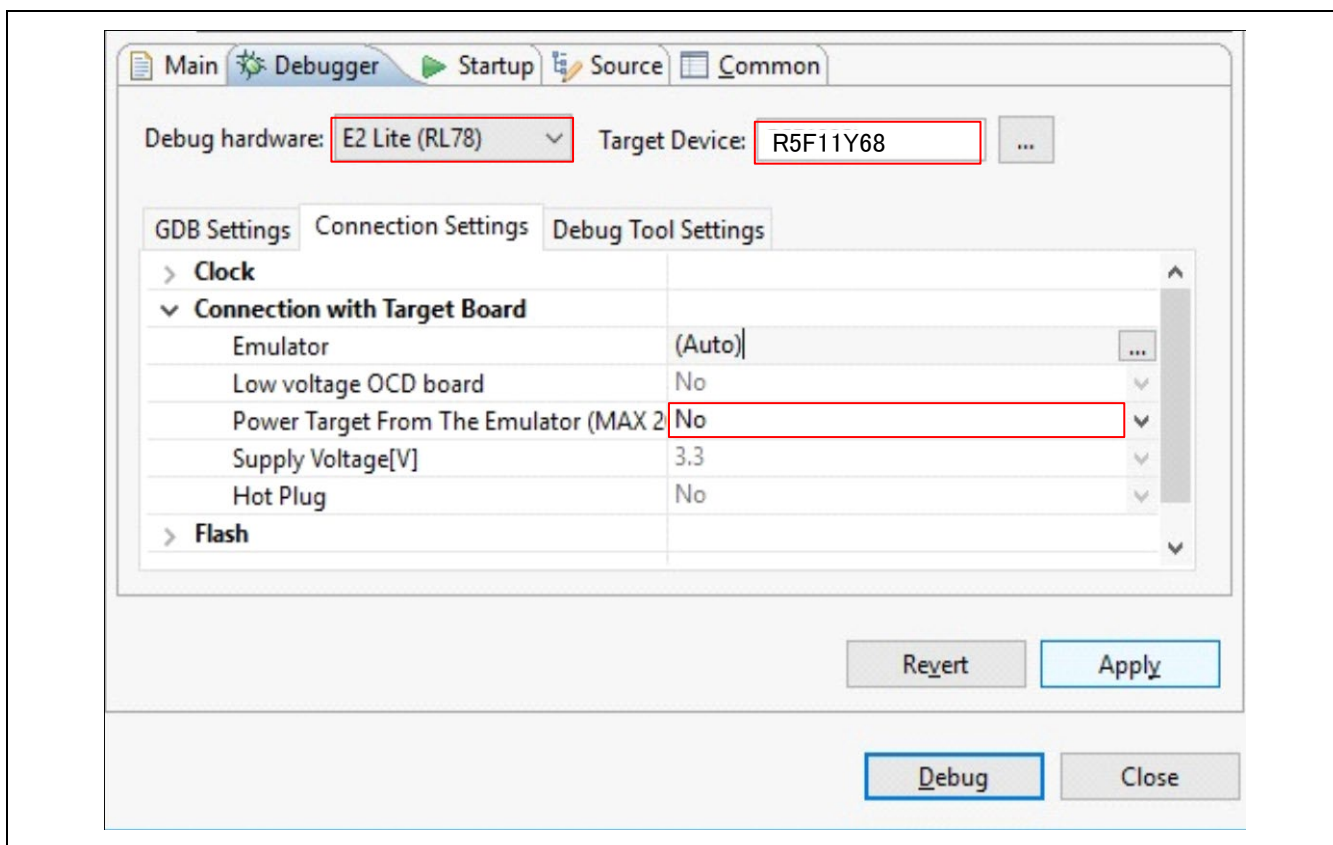 Main Debugger Startup Source Common
Debug hardware: E2 Lite (RL78) Target Device: R5F11Y68 ...
GDB Settings Connection Settings Debug Tool Settings
Clock
Connection with Target Board
Emulator (Auto) ...
Low voltage OCD board No
Power Target From The Emulator (MAX 2 No
Supply Voltage[V] 3.3
Hot Plug No
Flash
Revert Apply
Debug Close